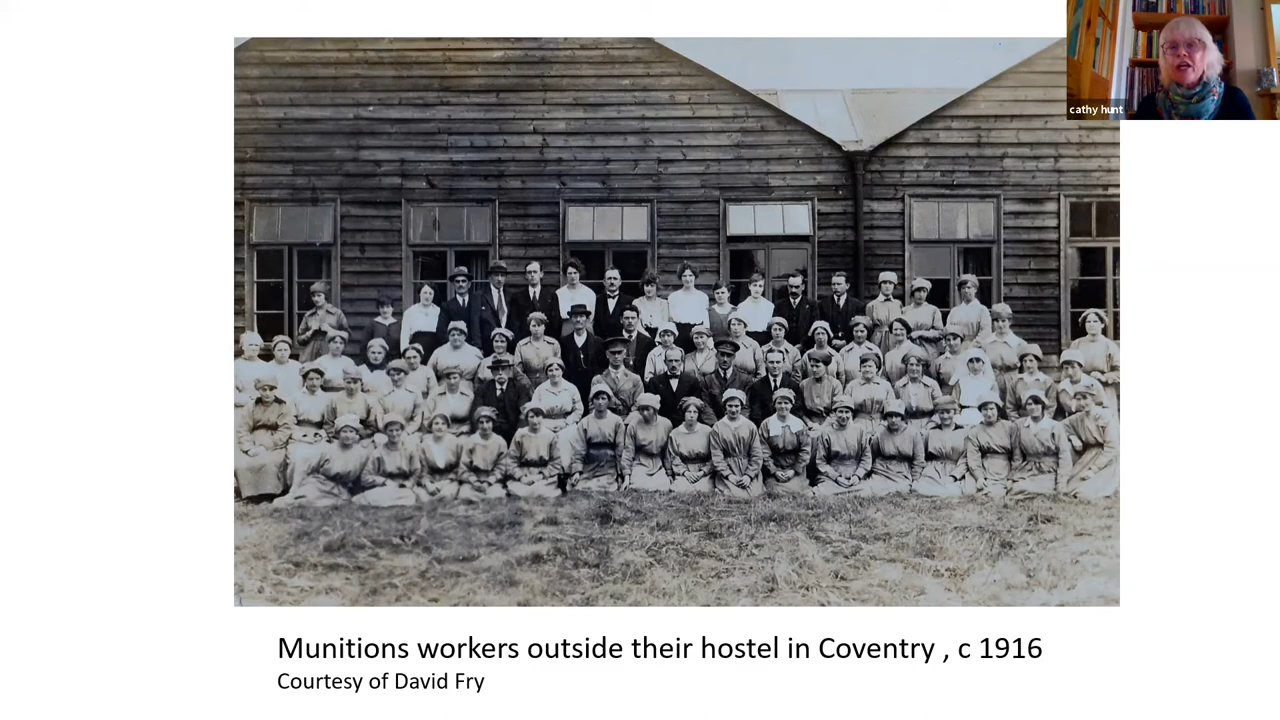 cathy hunt
Munitions workers outside their hostel in Coventry , c 1916
Courtesy of David Fry